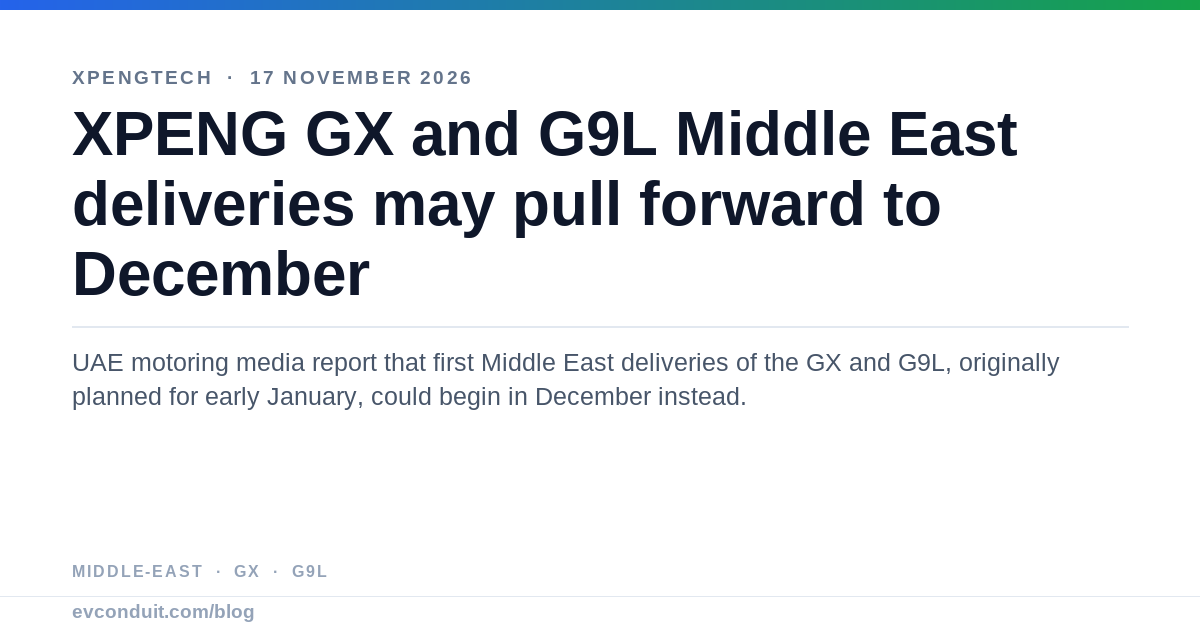 XPENGTECH · 17 NOVEMBER 2026
XPENG GX and G9L Middle East
deliveries may pull forward to
December
UAE motoring media report that first Middle East deliveries of the GX and G9L, originally
planned for early January, could begin in December instead.
MIDDLE-EAST · GX · G9L
evconduit.com/blog